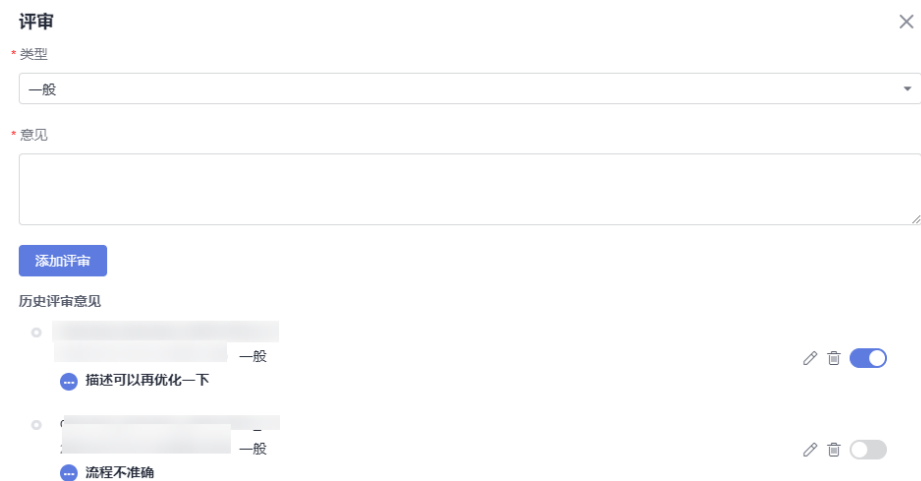 评审
* 类型
一般
* 意见
添加评审
历史评审意见
一般
描述可以再优化一下
一般
流程不准确